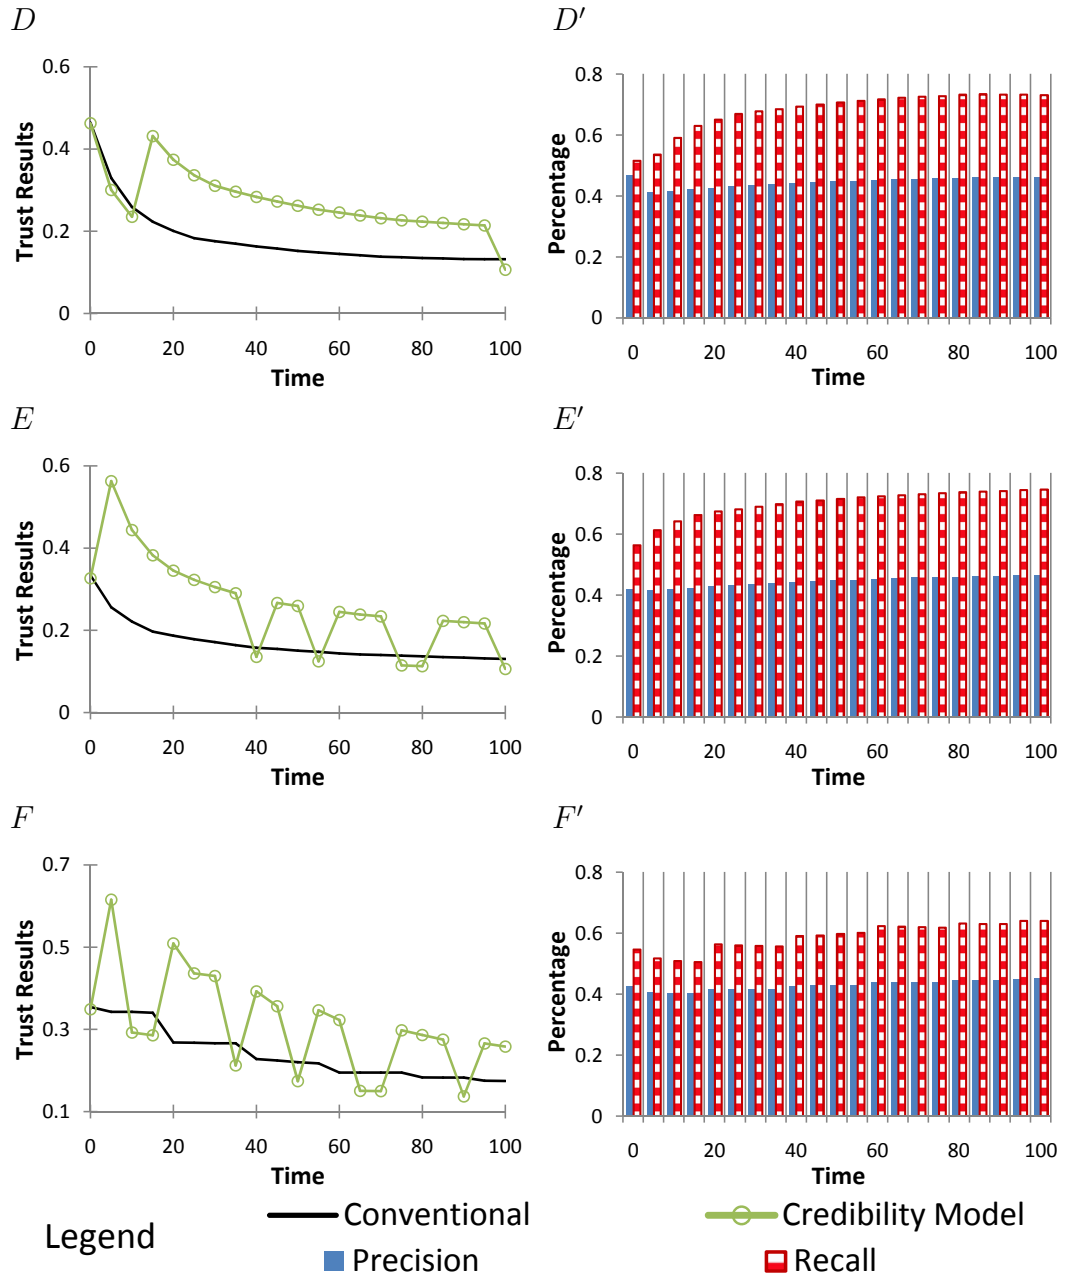 D
Trust Results
0.6
0.4
0.2
0
0 20 40 60 80 100
Time
D′
Percentage
0.8
0.6
0.4
0.2
0
0 20 40 60 80 100
Time
E
Trust Results
0.6
0.4
0.2
0
0 20 40 60 80 100
Time
E′
Percentage
0.8
0.6
0.4
0.2
0
0 20 40 60 80 100
Time
F
Trust Results
0.7
0.5
0.3
0.1
0 20 40 60 80 100
Time
F′
Percentage
0.8
0.6
0.4
0.2
0
0 20 40 60 80 100
Time
Legend
Conventional
Credibility Model
Precision
Recall